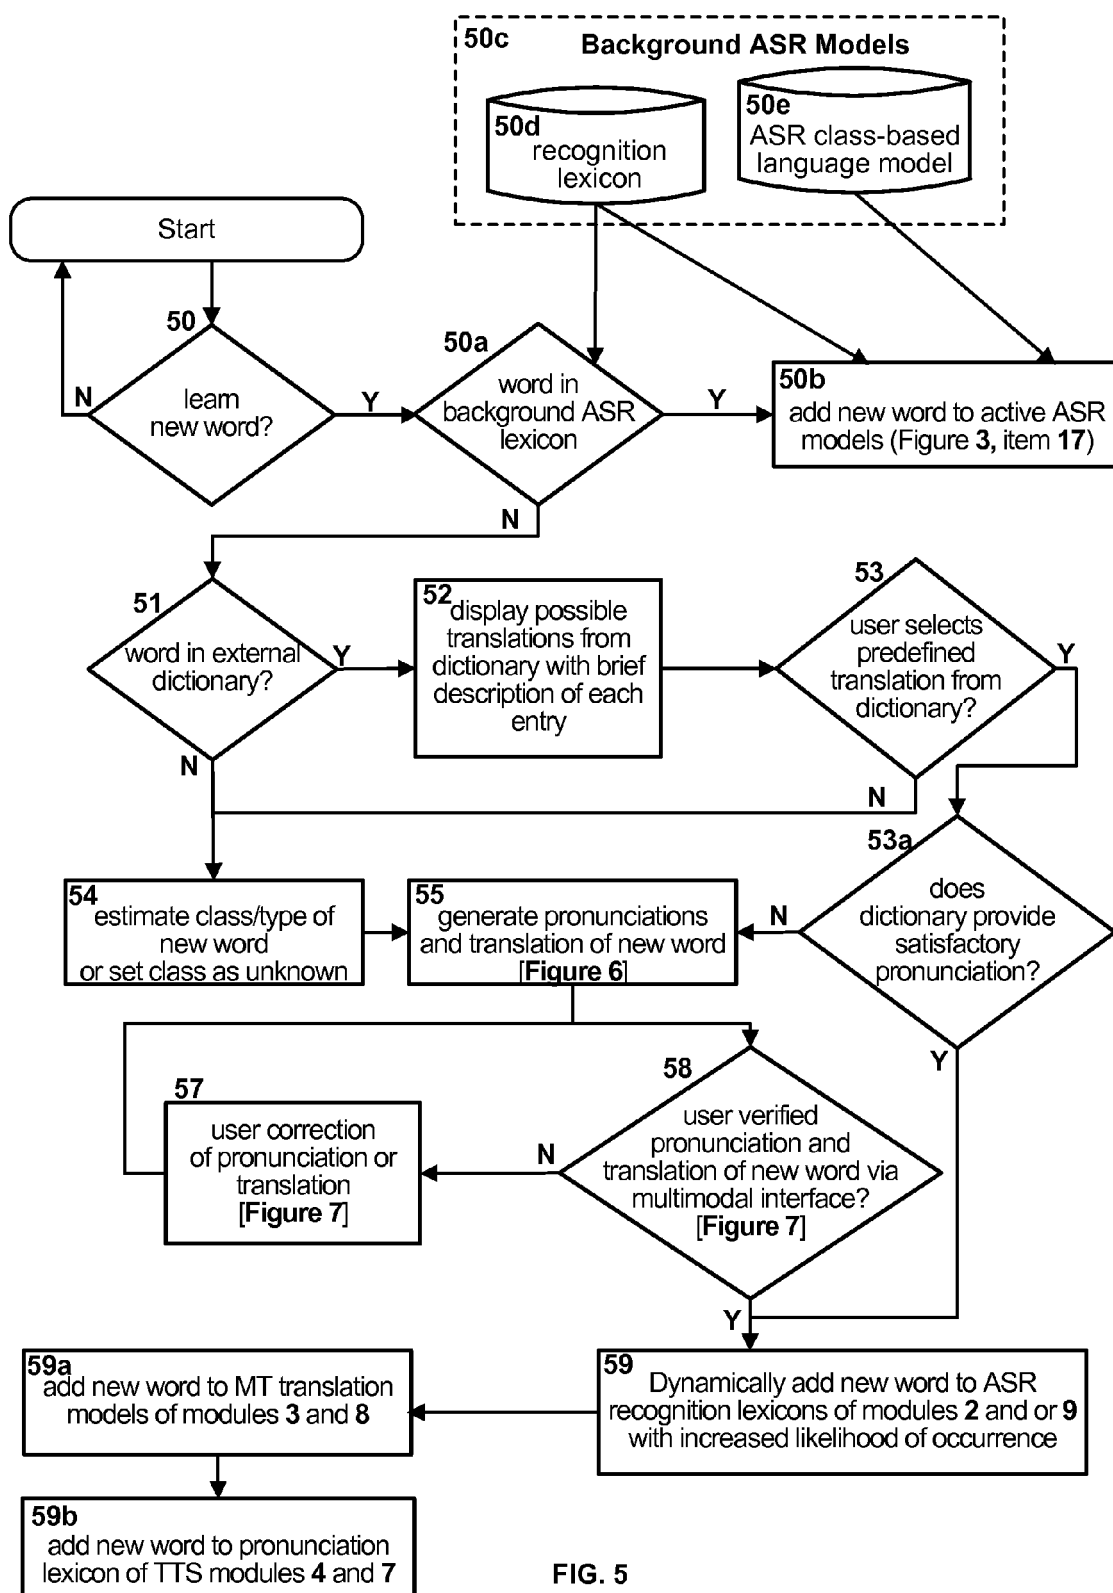 50c
Background ASR Models
50d
recognition
lexicon
50e
ASR class-based
language model
Start
50
learn
new word?
N
Y
50a
word in
background ASR
lexicon
Y
N
50b
add new word to active ASR
models (Figure 3, item 17)
51
word in external
dictionary?
Y
N
52
display possible
translations from
dictionary with brief
description of each
entry
53
user selects
predefined
translation from
dictionary?
Y
N
53a
does
dictionary provide
satisfactory
pronunciation?
N
Y
54
estimate class/type of
new word
or set class as unknown
55
generate pronunciations
and translation of new word
[Figure 6]
57
user correction
of pronunciation or
translation
[Figure 7]
58
user verified
pronunciation and
translation of new word via
multimodal interface?
[Figure 7]
N
Y
59
Dynamically add new word to ASR
recognition lexicons of modules 2 and or 9
with increased likelihood of occurrence
59a
add new word to MT translation
models of modules 3 and 8
59b
add new word to pronunciation
lexicon of TTS modules 4 and 7
FIG. 5